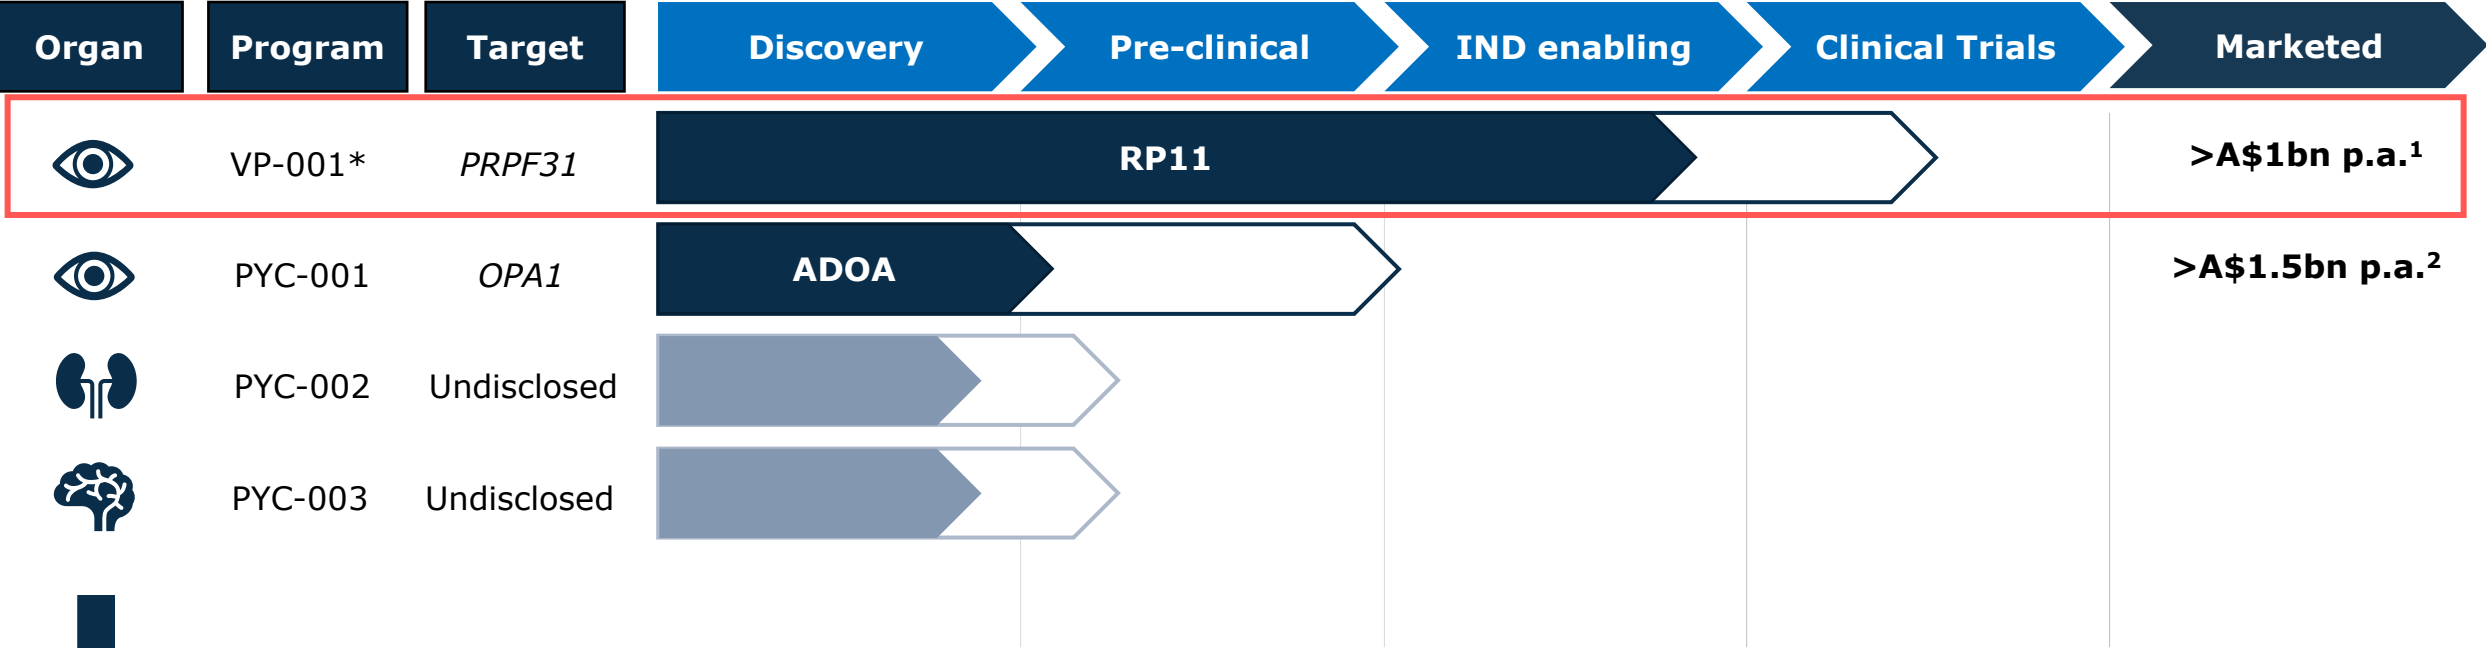 Organ Program Target Discovery Pre-clinical IND enabling Clinical Trials Marketed
VP-001* PRPF31 RP11 >A$1bn p.a.¹
PYC-001 OPA1 ADOA >A$1.5bn p.a.²
PYC-002 Undisclosed
PYC-003 Undisclosed